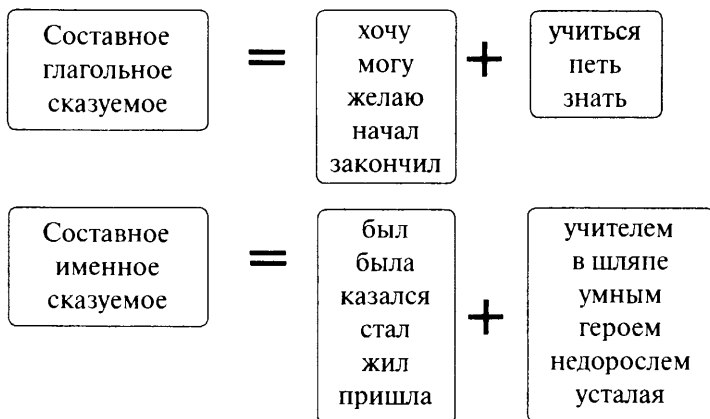 Составное
глагольное
сказуемое
=
хочу
могу
желаю
начал
закончил
+
учиться
петь
знать
Составное
именное
сказуемое
=
был
была
казался
стал
жил
пришла
+
учителем
в шляпе
умным
героем
недорослем
усталая